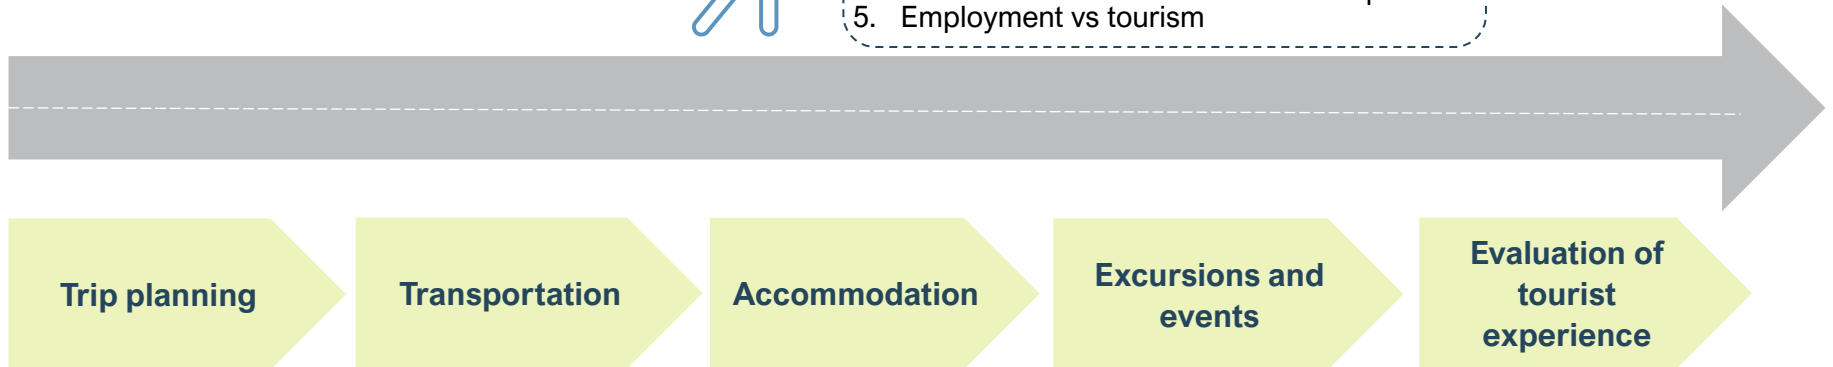 5. Employment vs tourism
Trip planning
Transportation
Accommodation
Excursions and
events
Evaluation of
tourist
experience